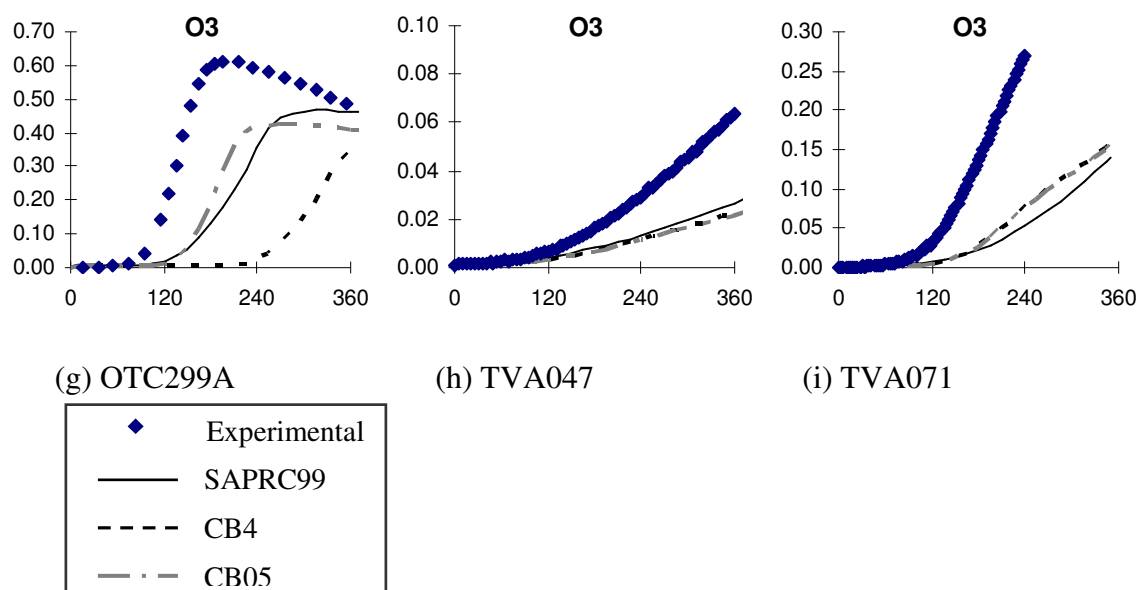 O3
0.70
0.60
0.50
0.40
0.30
0.20
0.10
0.00
0 120 240 360
O3
0.10
0.08
0.06
0.04
0.02
0.00
0 120 240 360
O3
0.30
0.25
0.20
0.15
0.10
0.05
0.00
0 120 240 360
(g) OTC299A
(h) TVA047
(i) TVA071
Experimental
SAPRC99
CB4
CB05